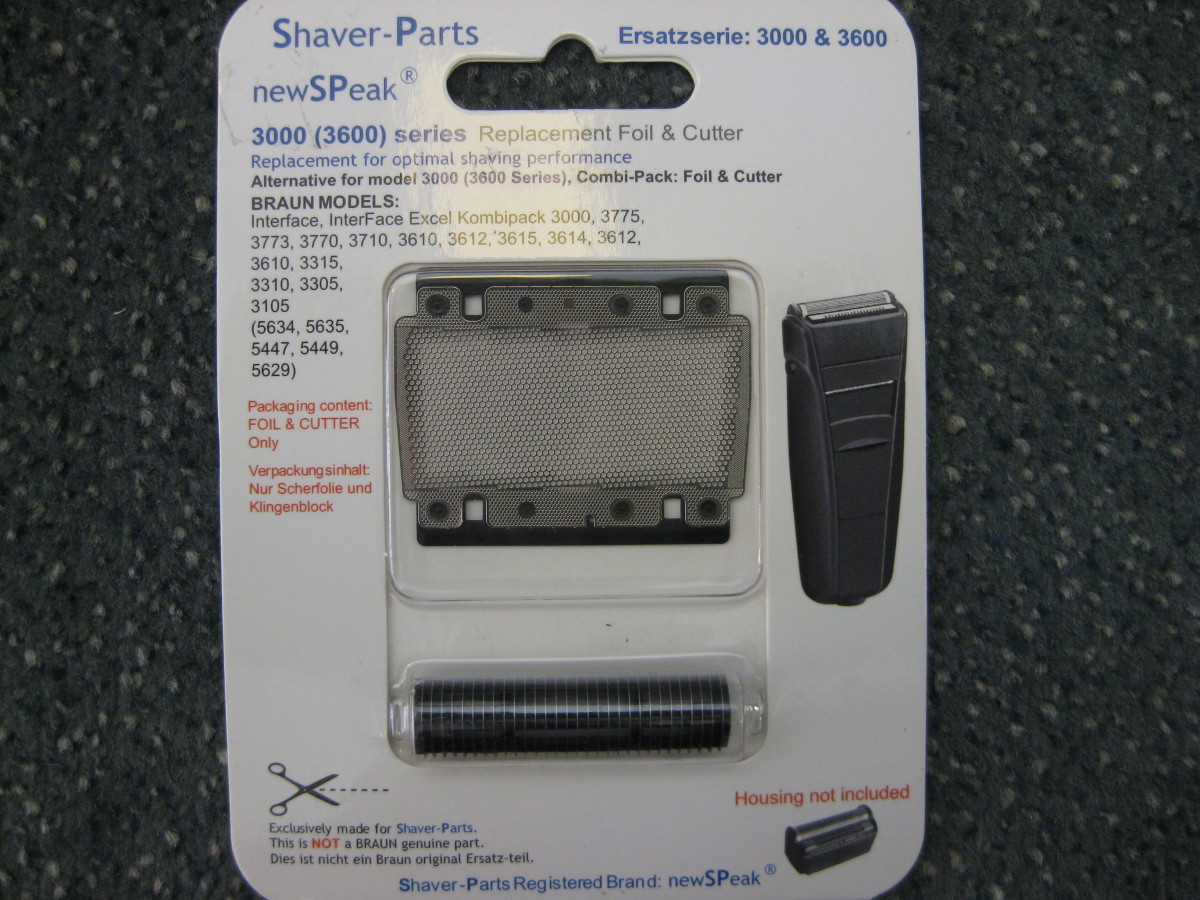 Shaver-Parts
Ersatzserie: 3000 & 3600
newSPeak®
3000 (3600) series Replacement Foil & Cutter
Replacement for optimal shaving performance
Alternative for model 3000 (3600 Series), Combi-Pack: Foil & Cutter
BRAUN MODELS:
Interface, InterFace Excel Kombipack 3000, 3775,
3773, 3770, 3710, 3610, 3612, 3615, 3614, 3612,
3610, 3315,
3310, 3305,
3105
(5634, 5635,
5447, 5449,
5629)
Packaging content:
FOIL & CUTTER
Only
Verpackungsinhalt:
Nur Scherfolie und
Klingenblock
Housing not included
Exclusively made for Shaver-Parts.
This is NOT a BRAUN genuine part.
Dies ist nicht ein Braun original Ersatz-teil.
Shaver-Parts Registered Brand: newSPeak®